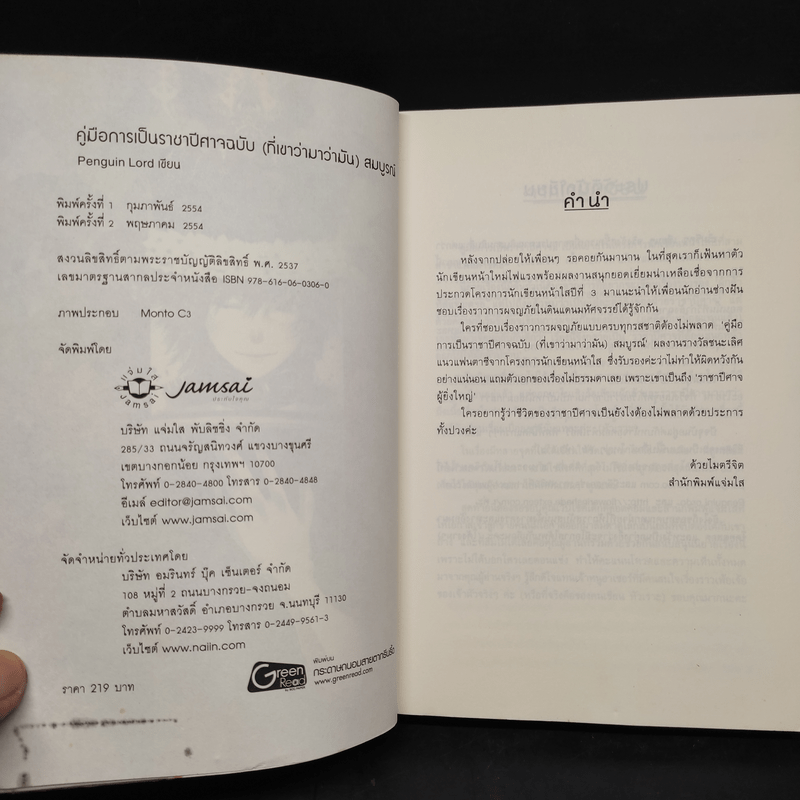 คู่มือการเป็นราชาปีศาจฉบับ (ที่เขาว่ามาว่ามัน) สมบูรณ์
Penguin Lord เขียน
พิมพ์ครั้งที่ 1 กุมภาพันธ์ 2554
พิมพ์ครั้งที่ 2 พฤษภาคม 2554
สงวนลิขสิทธิ์ตามพระราชบัญญัติลิขสิทธิ์ พ.ศ. 2537
เลขมาตรฐานสากลประจำหนังสือ ISBN 978-616-06-0306-0
ภาพประกอบ Monto C3
จัดพิมพ์โดย
แจ่มใส
Jamsai
Jamsai
ประทับใจคุณ
บริษัท แจ่มใส พับลิชชิ่ง จำกัด
285/33 ถนนจรัญสนิทวงศ์ แขวงบางขุนศรี
เขตบางกอกน้อย กรุงเทพฯ 10700
โทรศัพท์ 0-2840-4800 โทรสาร 0-2840-4848
อีเมล์ editor@jamsai.com
เว็บไซต์ www.jamsai.com
จัดจำหน่ายทั่วประเทศโดย
บริษัท อมรินทร์ บุ๊ค เซ็นเตอร์ จำกัด
108 หมู่ที่ 2 ถนนบางกรวย-จงถนอม
ตำบลมหาสวัสดิ์ อำเภอบางกรวย จ.นนทบุรี 11130
โทรศัพท์ 0-2423-9999 โทรสาร 0-2449-9561-3
เว็บไซต์ www.naiin.com
ราคา 219 บาท
Green
Read
พิมพ์บน
กระดาษถนอมสายตากรีนรี้ด
www.greenread.com
คำนำ
หลังจากปล่อยให้เพื่อนๆ รอคอยกันมานาน ในที่สุดเราก็เฟ้นหาตัว
นักเขียนหน้าใหม่ไฟแรงพร้อมผลงานสนุกยอดเยี่ยมน่าเหลือเชื่อจากการ
ประกวดโครงการนักเขียนหน้าใสปีที่ 3 มาแนะนำให้เพื่อนนักอ่านช่างฝัน
ชอบเรื่องราวการผจญภัยในดินแดนมหัศจรรย์ได้รู้จักกัน
ใครที่ชอบเรื่องราวการผจญภัยแบบครบทุกรสชาติต้องไม่พลาด 'คู่มือ
การเป็นราชาปีศาจฉบับ (ที่เขาว่ามาว่ามัน) สมบูรณ์' ผลงานรางวัลชนะเลิศ
แนวแฟนตาซีจากโครงการนักเขียนหน้าใส ซึ่งรับรองค่ะว่าไม่ทำให้ผิดหวังกัน
อย่างแน่นอน แถมตัวเอกของเรื่องไม่ธรรมดาเลย เพราะเขาเป็นถึง 'ราชาปีศาจ
ผู้ยิ่งใหญ่'
ใครอยากรู้ว่าชีวิตของราชาปีศาจจะเป็นยังไงต้องไม่พลาดด้วยประการ
ทั้งปวงค่ะ
ด้วยไมตรีจิต
สำนักพิมพ์แจ่มใส